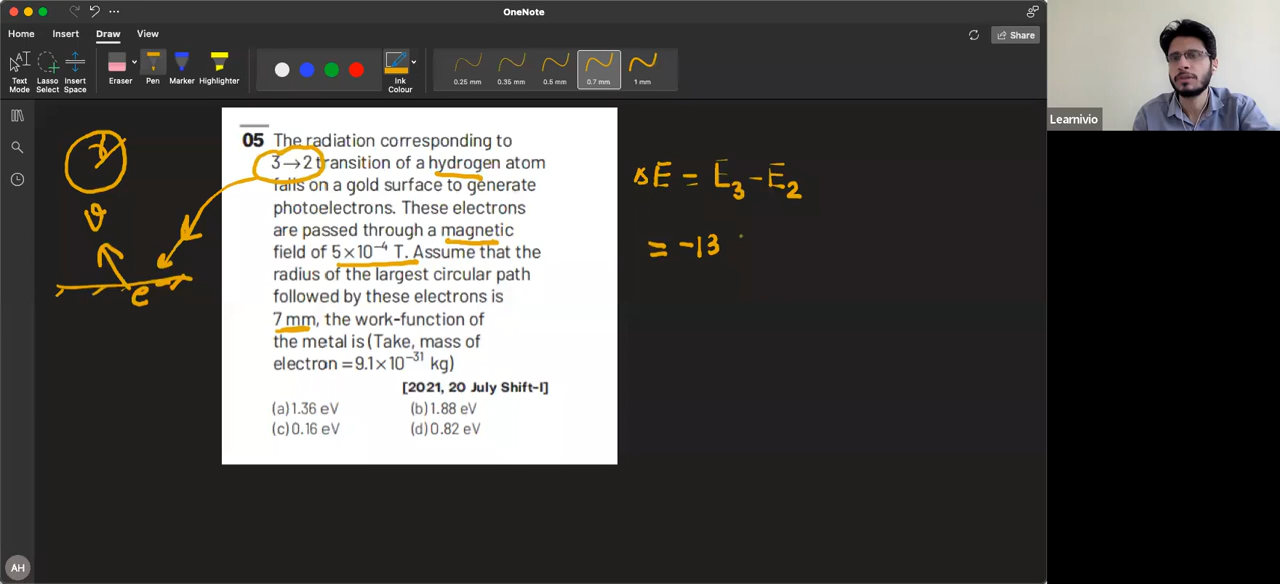 OneNote
Home Insert Draw View
Share
Text Mode
Lasso Select
Insert Space
Eraser
Pen
Marker
Highlighter
Ink Colour
0.25 mm
0.35 mm
0.5 mm
0.7 mm
1 mm
Learnivio
05 The radiation corresponding to
3→2 transition of a hydrogen atom
falls on a gold surface to generate
photoelectrons. These electrons
are passed through a magnetic
field of 5×10⁻⁴ T. Assume that the
radius of the largest circular path
followed by these electrons is
7 mm, the work-function of
the metal is (Take, mass of
electron =9.1×10⁻³¹ kg)
[2021, 20 July Shift-I]
(a)1.36 eV (b)1.88 eV
(c)0.16 eV (d)0.82 eV
r
ϑ
e
ΔE = E₃ - E₂
= -13
AH